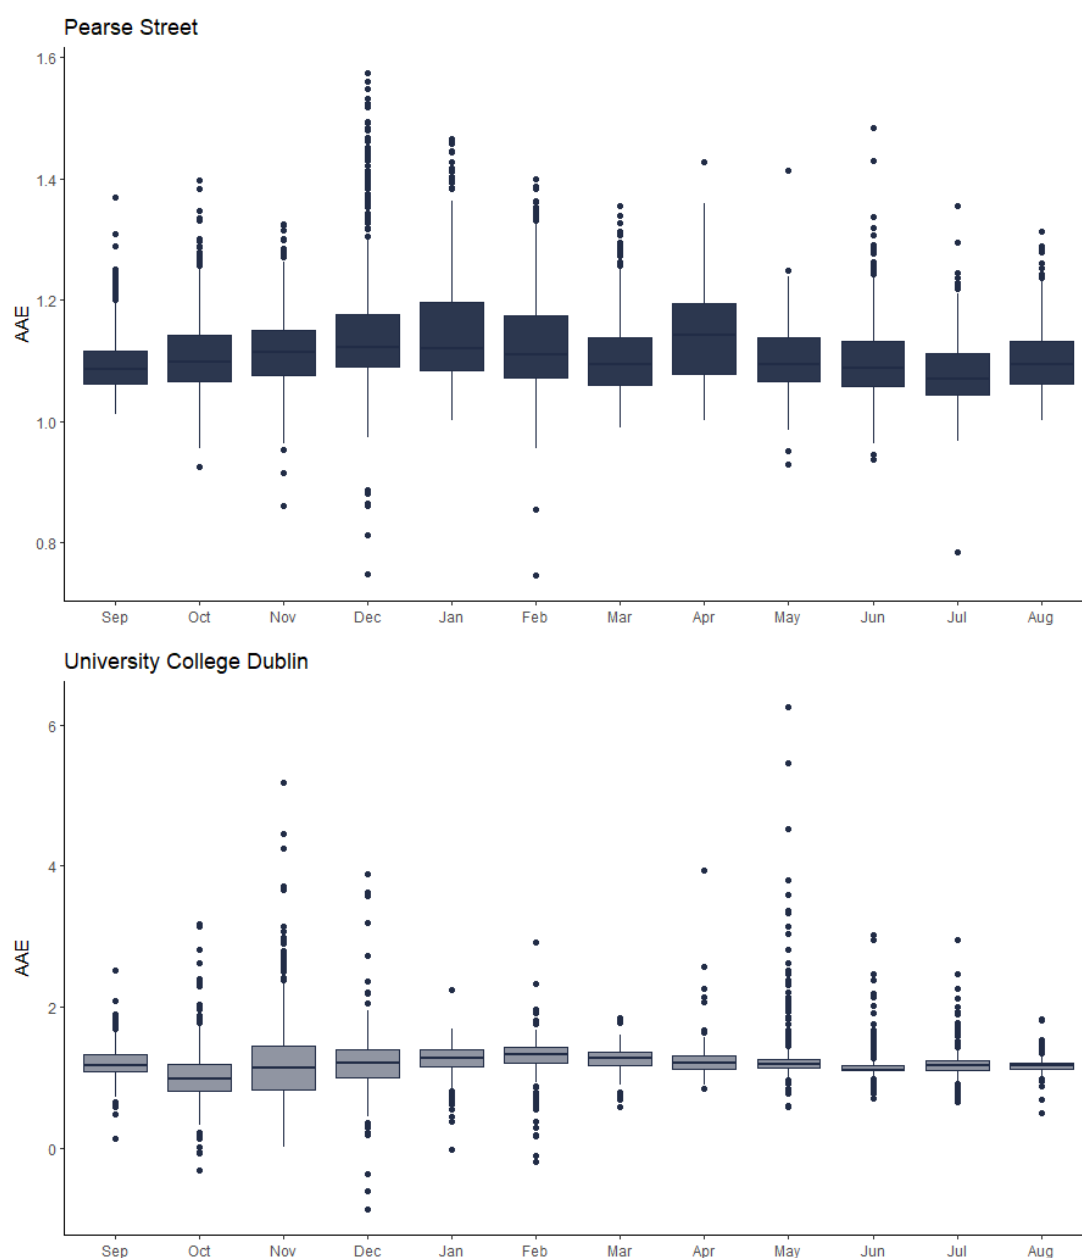 Pearse Street
1.6
1.4
1.2
1.0
0.8
AAE
Sep Oct Nov Dec Jan Feb Mar Apr May Jun Jul Aug
University College Dublin
6
4
2
0
AAE
Sep Oct Nov Dec Jan Feb Mar Apr May Jun Jul Aug